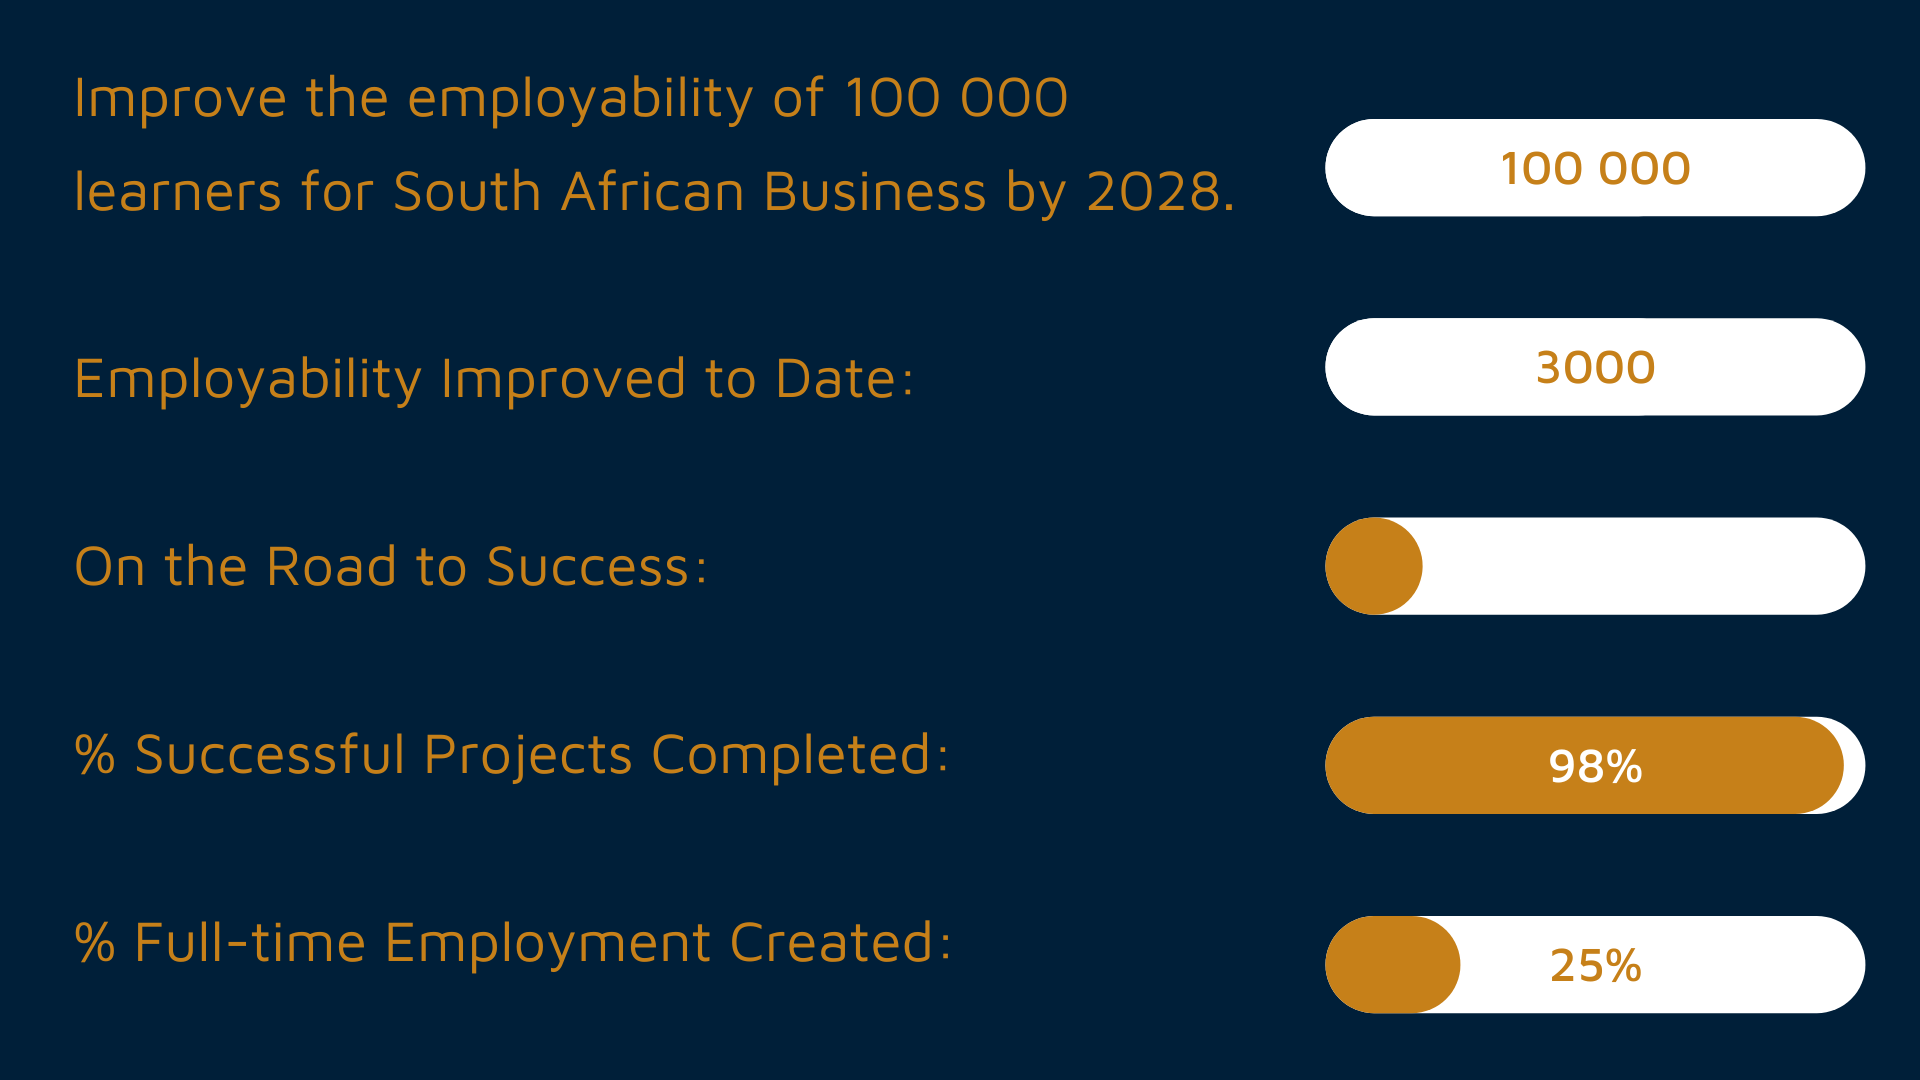 Improve the employability of 100 000
learners for South African Business by 2028.
100 000
Employability Improved to Date:
3000
On the Road to Success:
% Successful Projects Completed:
98%
% Full-time Employment Created:
25%